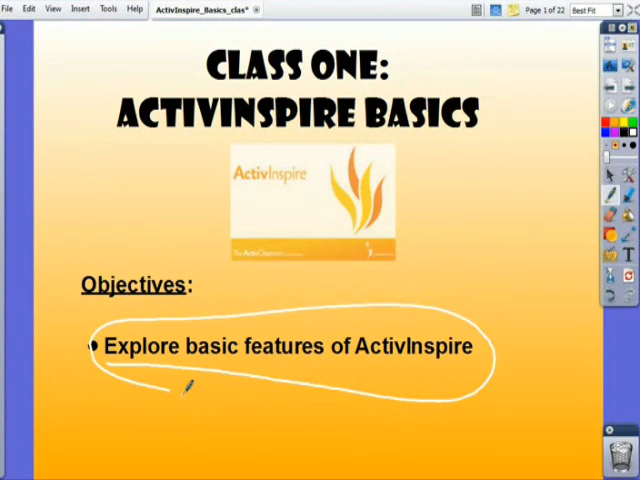 File Edit View Insert Tools Help ActivInspire_Basics_clas* Page 1 of 22 Best Fit
CLASS ONE:
ACTIVINSPIRE BASICS
ActivInspire
Objectives:
• Explore basic features of ActivInspire